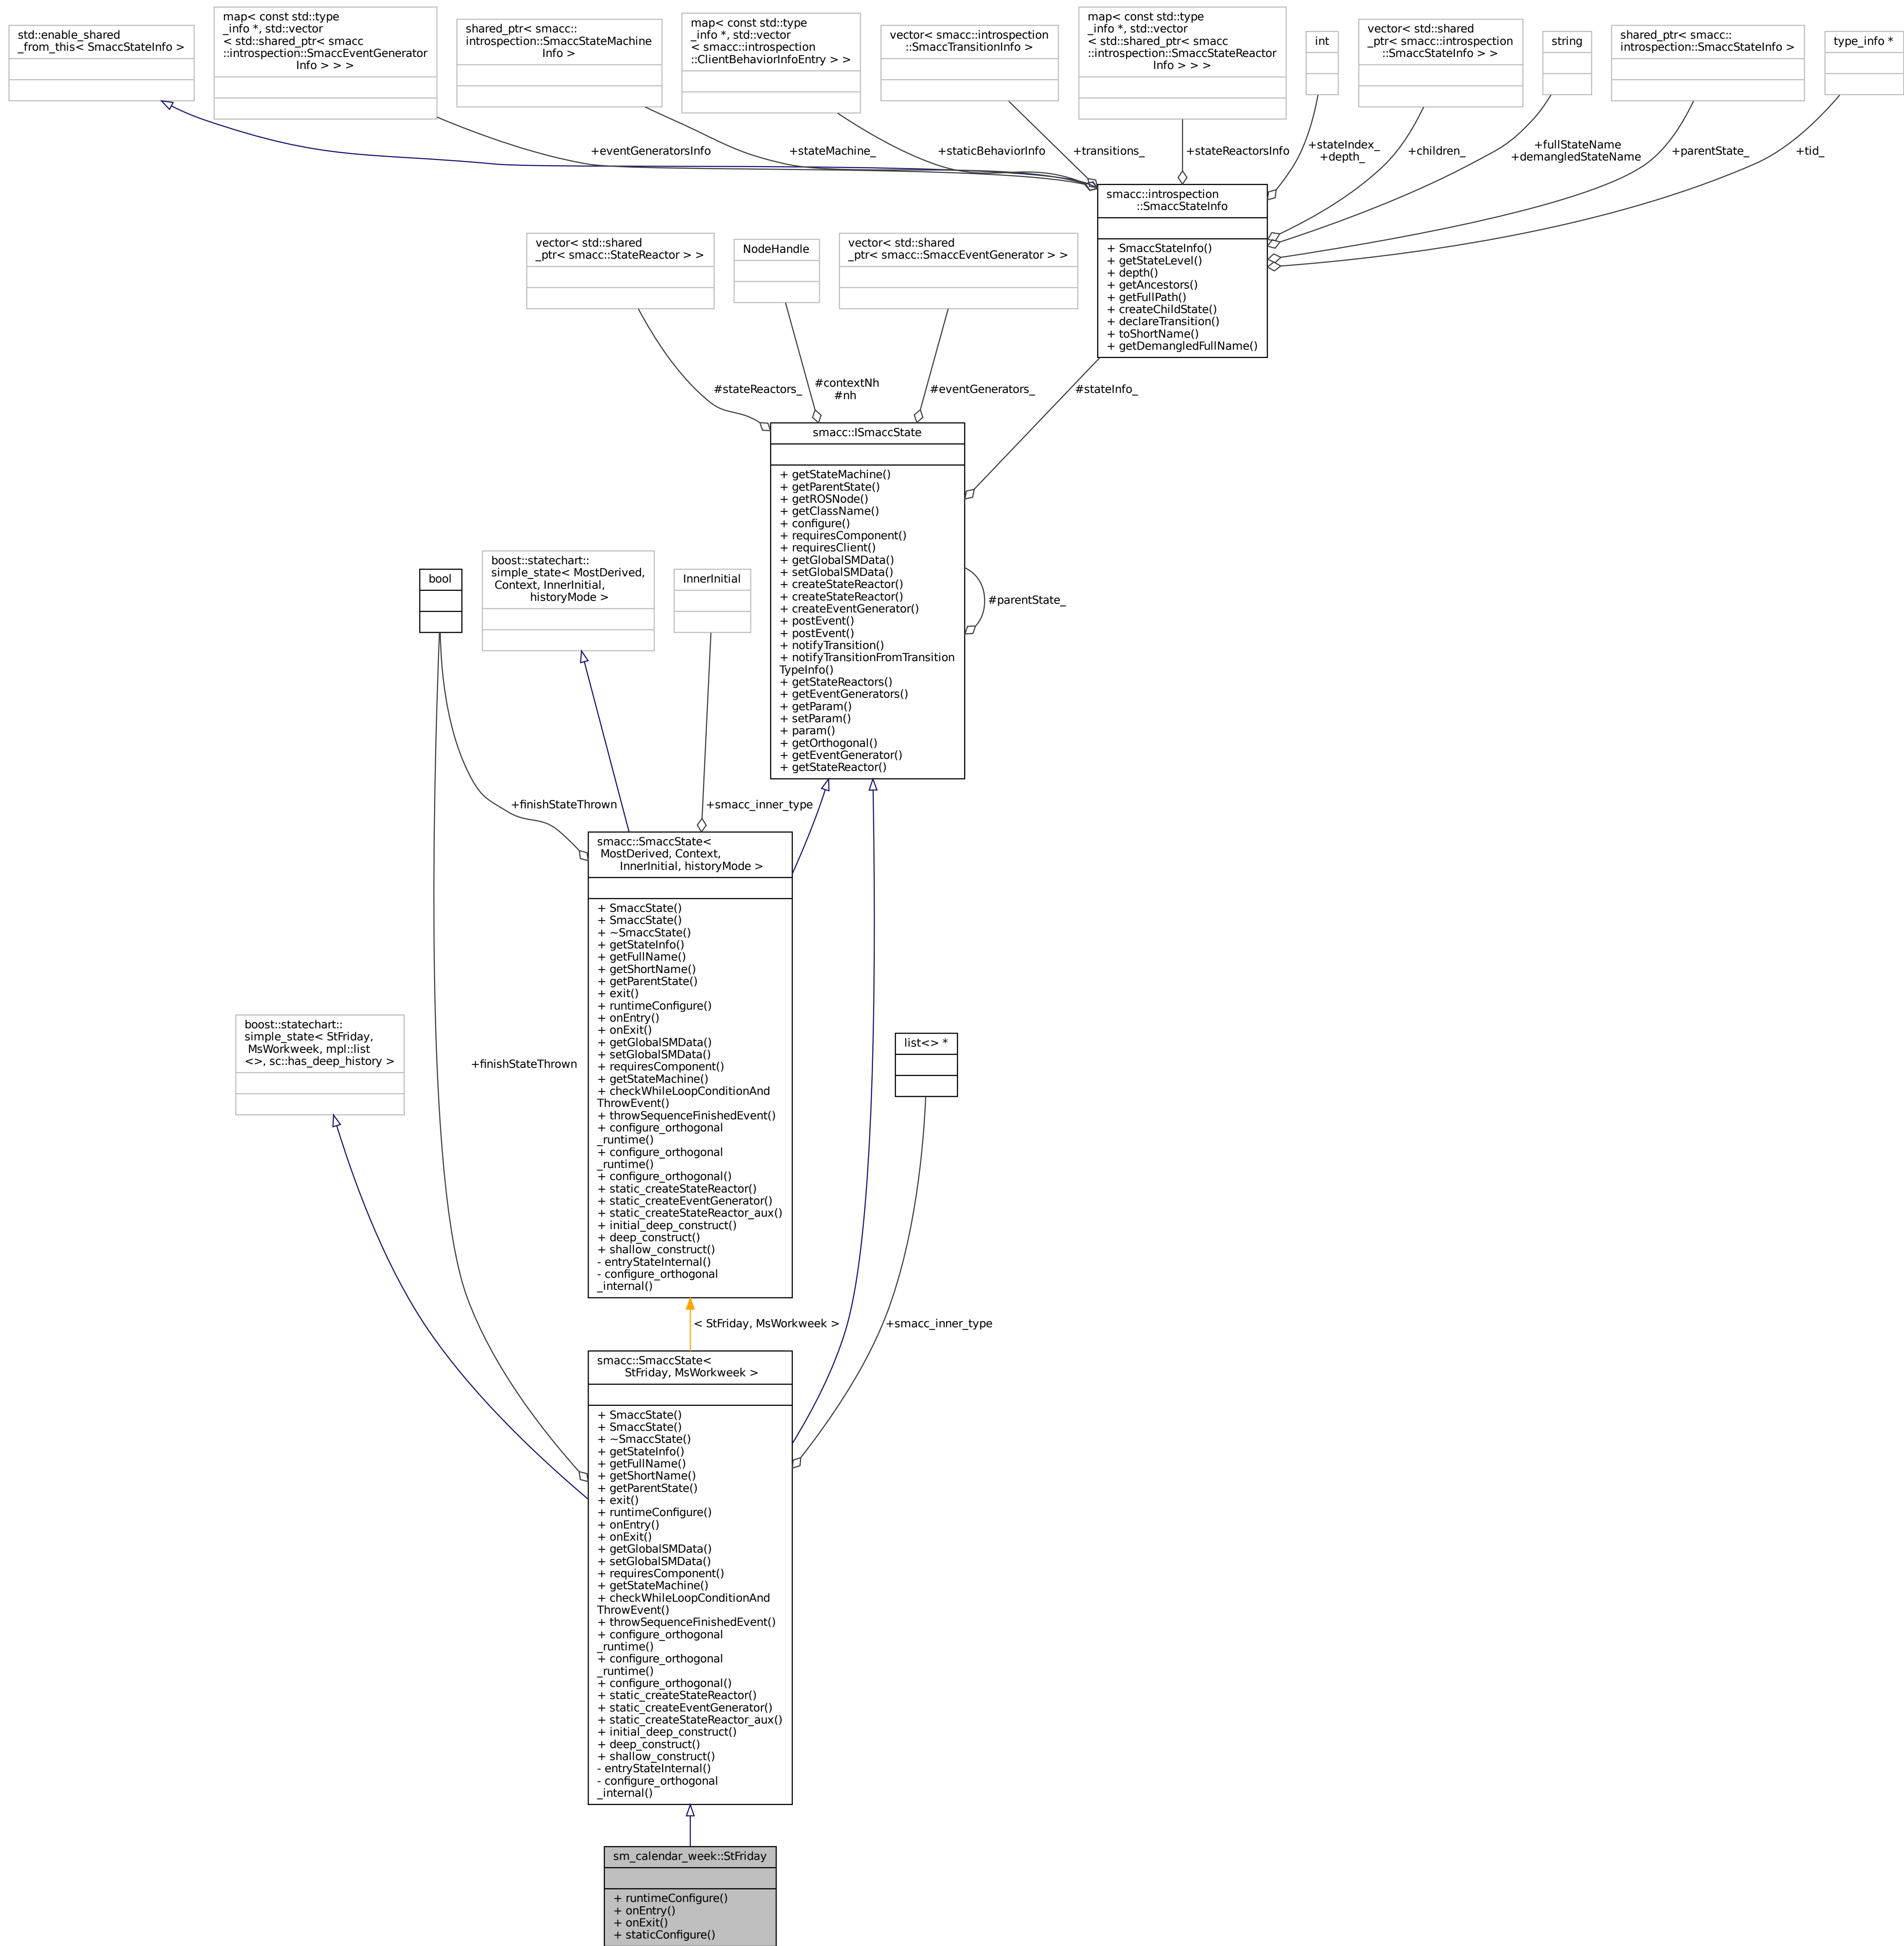 std::enable_shared
_from_this< SmaccStateInfo >
map< const std::type
_info *, std::vector
< std::shared_ptr< smacc
::introspection::SmaccEventGenerator
Info > > >
shared_ptr< smacc::
introspection::SmaccStateMachine
Info >
map< const std::type
_info *, std::vector
< smacc::introspection
::ClientBehaviorInfoEntry > >
vector< smacc::introspection
::SmaccTransitionInfo >
map< const std::type
_info *, std::vector
< std::shared_ptr< smacc
::introspection::SmaccStateReactor
Info > > >
int
vector< std::shared
_ptr< smacc::introspection
::SmaccStateInfo > >
string
shared_ptr< smacc::
introspection::SmaccStateInfo >
type_info *
+eventGeneratorsInfo
+stateMachine_
+staticBehaviorInfo
+transitions_
+stateReactorsInfo
+stateIndex_
+depth_
+children_
+fullStateName
+demangledStateName
+parentState_
+tid_
smacc::introspection
::SmaccStateInfo
+ SmaccStateInfo()
+ getStateLevel()
+ depth()
+ getAncestors()
+ getFullPath()
+ createChildState()
+ declareTransition()
+ toShortName()
+ getDemangledFullName()
vector< std::shared
_ptr< smacc::StateReactor > >
NodeHandle
vector< std::shared
_ptr< smacc::SmaccEventGenerator > >
#stateReactors_
#contextNh
#nh
#eventGenerators_
#stateInfo_
smacc::ISmaccState
+ getStateMachine()
+ getParentState()
+ getROSNode()
+ getClassName()
+ configure()
+ requiresComponent()
+ requiresClient()
+ getGlobalSMData()
+ setGlobalSMData()
+ createStateReactor()
+ createStateReactor()
+ createEventGenerator()
+ postEvent()
+ postEvent()
+ notifyTransition()
+ notifyTransitionFromTransition
TypeInfo()
+ getStateReactors()
+ getEventGenerators()
+ getParam()
+ setParam()
+ param()
+ getOrthogonal()
+ getEventGenerator()
+ getStateReactor()
#parentState_
bool
boost::statechart::
simple_state< MostDerived,
Context, InnerInitial,
historyMode >
InnerInitial
+finishStateThrown
+smacc_inner_type
smacc::SmaccState<
MostDerived, Context,
InnerInitial, historyMode >
+ SmaccState()
+ SmaccState()
+ ~SmaccState()
+ getStateInfo()
+ getFullName()
+ getShortName()
+ getParentState()
+ exit()
+ runtimeConfigure()
+ onEntry()
+ onExit()
+ getGlobalSMData()
+ setGlobalSMData()
+ requiresComponent()
+ getStateMachine()
+ checkWhileLoopConditionAnd
ThrowEvent()
+ throwSequenceFinishedEvent()
+ configure_orthogonal
_runtime()
+ configure_orthogonal
_runtime()
+ configure_orthogonal()
+ static_createStateReactor()
+ static_createEventGenerator()
+ static_createStateReactor_aux()
+ initial_deep_construct()
+ deep_construct()
+ shallow_construct()
- entryStateInternal()
- configure_orthogonal
_internal()
boost::statechart::
simple_state< StFriday,
MsWorkweek, mpl::list
<>, sc::has_deep_history >
+finishStateThrown
list<> *
< StFriday, MsWorkweek >
+smacc_inner_type
smacc::SmaccState<
StFriday, MsWorkweek >
+ SmaccState()
+ SmaccState()
+ ~SmaccState()
+ getStateInfo()
+ getFullName()
+ getShortName()
+ getParentState()
+ exit()
+ runtimeConfigure()
+ onEntry()
+ onExit()
+ getGlobalSMData()
+ setGlobalSMData()
+ requiresComponent()
+ getStateMachine()
+ checkWhileLoopConditionAnd
ThrowEvent()
+ throwSequenceFinishedEvent()
+ configure_orthogonal
_runtime()
+ configure_orthogonal
_runtime()
+ configure_orthogonal()
+ static_createStateReactor()
+ static_createEventGenerator()
+ static_createStateReactor_aux()
+ initial_deep_construct()
+ deep_construct()
+ shallow_construct()
- entryStateInternal()
- configure_orthogonal
_internal()
sm_calendar_week::StFriday
+ runtimeConfigure()
+ onEntry()
+ onExit()
+ staticConfigure()